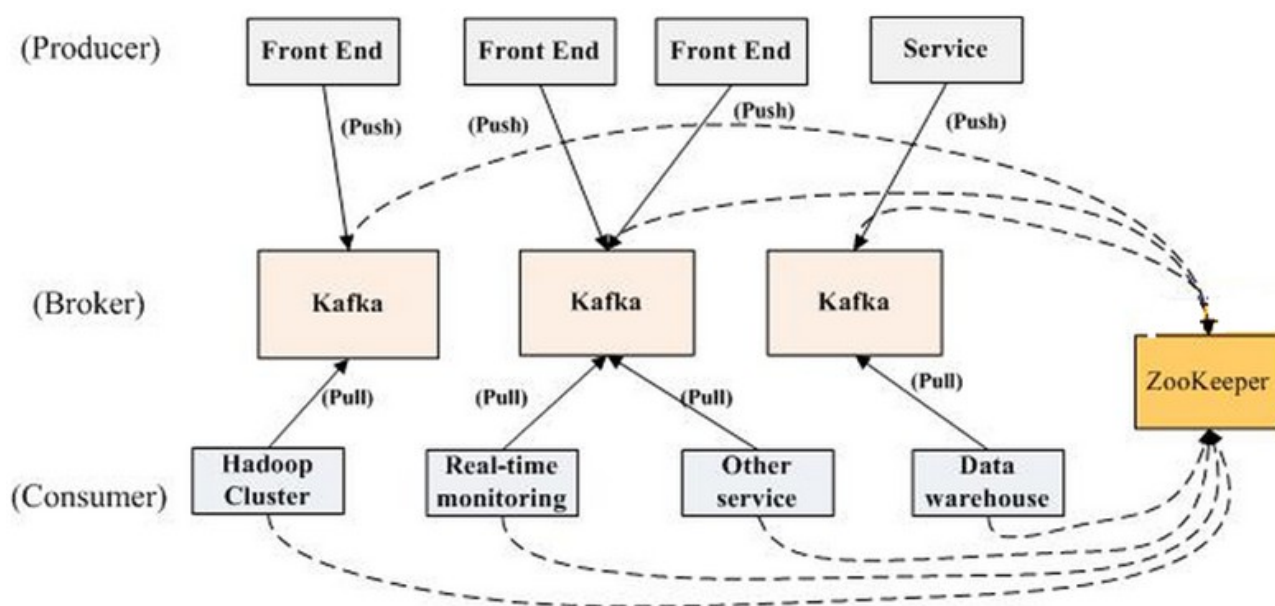 (Producer)
Front End
Front End
Front End
Service
(Push)
(Push)
(Push)
(Push)
(Broker)
Kafka
Kafka
Kafka
ZooKeeper
(Pull)
(Pull)
(Pull)
(Pull)
(Consumer)
Hadoop
Cluster
Real-time
monitoring
Other
service
Data
warehouse